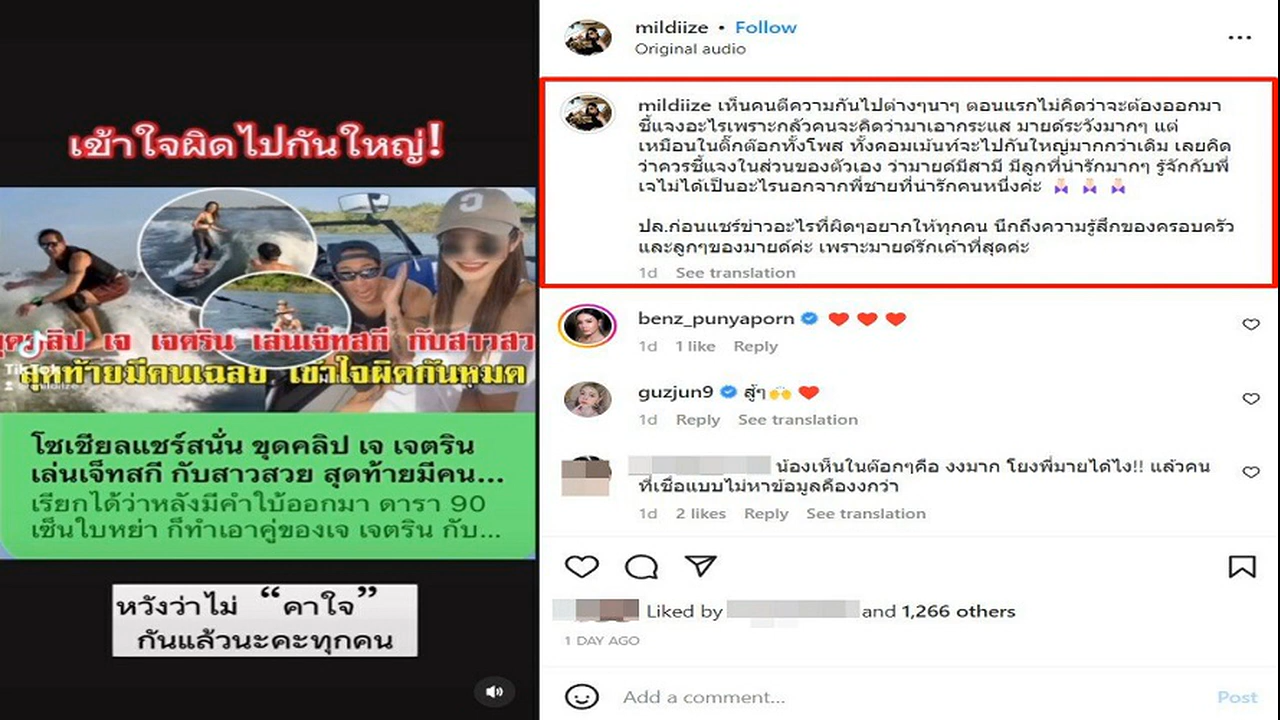 เข้าใจผิดไปกันใหญ่!
ขุดคลิป เจ เจตริน เล่นเจ็ทสกี กับสาวสว
สุดท้ายมีคนเฉลย เข้าใจผิดกันหมด
โซเชียลแชร์สนั่น ขุดคลิป เจ เจตริน
เล่นเจ็ทสกี กับสาวสวย สุดท้ายมีคน...
เรียกได้ว่าหลังมีคำใบ้ออกมา ดารา 90
เซ็นใบหย่า ก็ทำเอาคู่ของเจ เจตริน กับ...
หวังว่าไม่ “คาใจ”
กันแล้วนะคะทุกคน
mildiize • Follow
Original audio
mildiize เห็นคนตีความกันไปต่างๆนาๆ ตอนแรกไม่คิดว่าจะต้องออกมา
ชี้แจงอะไรเพราะกลัวคนจะคิดว่ามาเอากระแส มายด์ระวังมากๆ แต่
เหมือนในติ๊กต๊อกทั้งโพส ทั้งคอมเม้นท์จะไปกันใหญ่มากกว่าเดิม เลยคิด
ว่าควรชี้แจงในส่วนของตัวเอง ว่ามายด์มีสามี มีลูกที่น่ารักมากๆ รู้จักกับพี่
เจไม่ได้เป็นอะไรนอกจากพี่ชายที่น่ารักคนหนึ่งค่ะ
ปล.ก่อนแชร์ข่าวอะไรที่ผิดๆอยากให้ทุกคน นึกถึงความรู้สึกของครอบครัว
และลูกๆของมายด์ค่ะ เพราะมายด์รักเค้าที่สุดค่ะ
1d See translation
benz_punyaporn ❤️ ❤️ ❤️
1d 1 like Reply
guzjun9 สู้ๆ 🙌 ❤️
1d Reply See translation
น้องเห็นในต๊อกๆคือ งงมาก โยงพี่มายได้ไง!! แล้วคน
ที่เชื่อแบบไม่หาข้อมูลคืองงกว่า
1d 2 likes Reply See translation
Liked by and 1,266 others
1 DAY AGO
Add a comment... Post